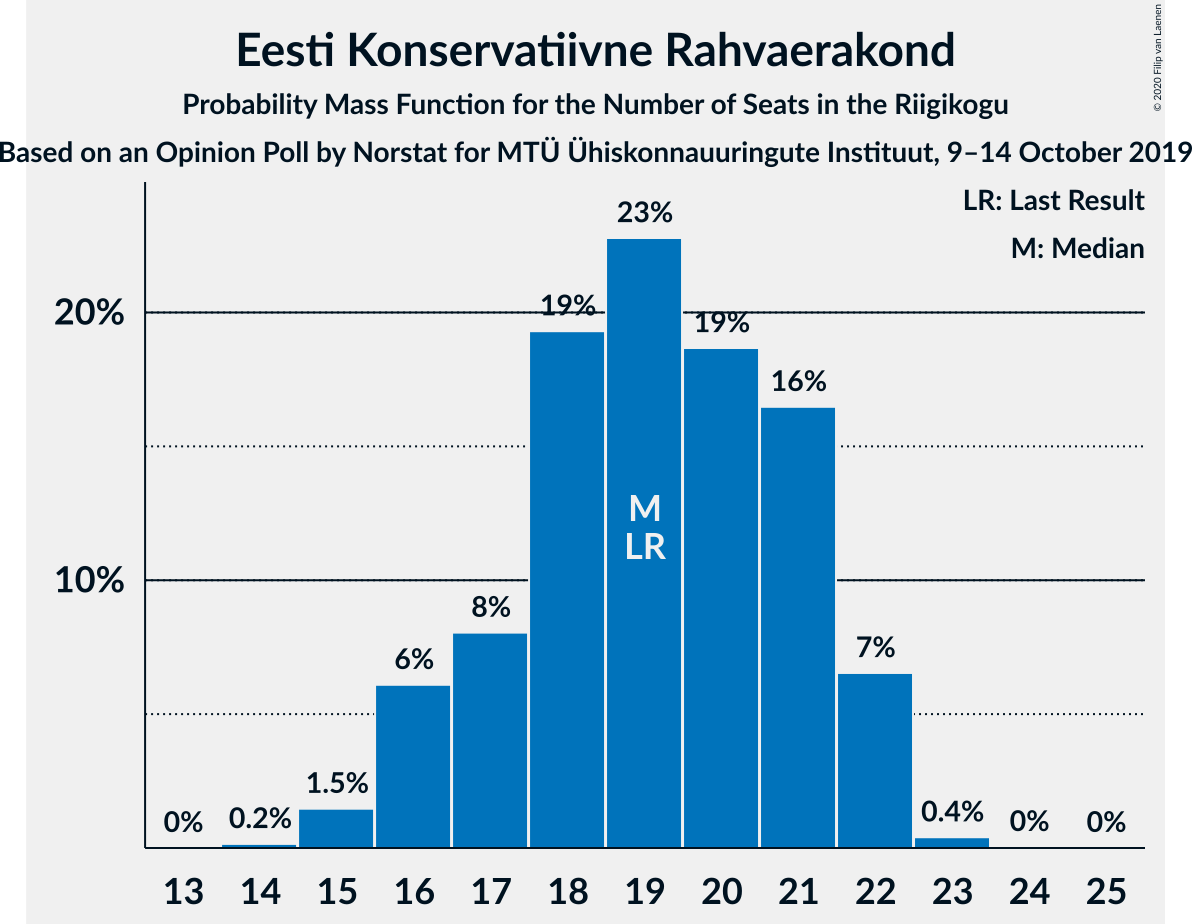 Eesti Konservatiivne Rahvaerakond
Probability Mass Function for the Number of Seats in the Riigikogu
Based on an Opinion Poll by Norstat for MTÜ Ühiskonnauuringute Instituut, 9–14 October 2019
© 2020 Filip van Laenen
LR: Last Result
M: Median
20%
10%
0%
0.2%
1.5%
6%
8%
19%
23%
19%
16%
7%
0.4%
0%
0%
M
LR
13 14 15 16 17 18 19 20 21 22 23 24 25